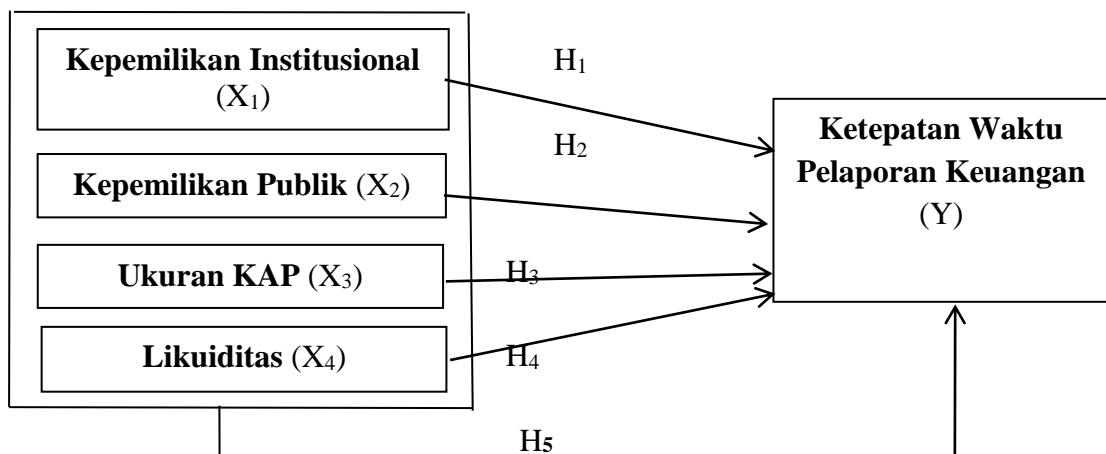 Kepemilikan Institusional
(X₁)
H₁
Ketepatan Waktu
Pelaporan Keuangan
(Y)
H₂
Kepemilikan Publik (X₂)
Ukuran KAP (X₃)
H₃
Likuiditas (X₄)
H₄
H₅